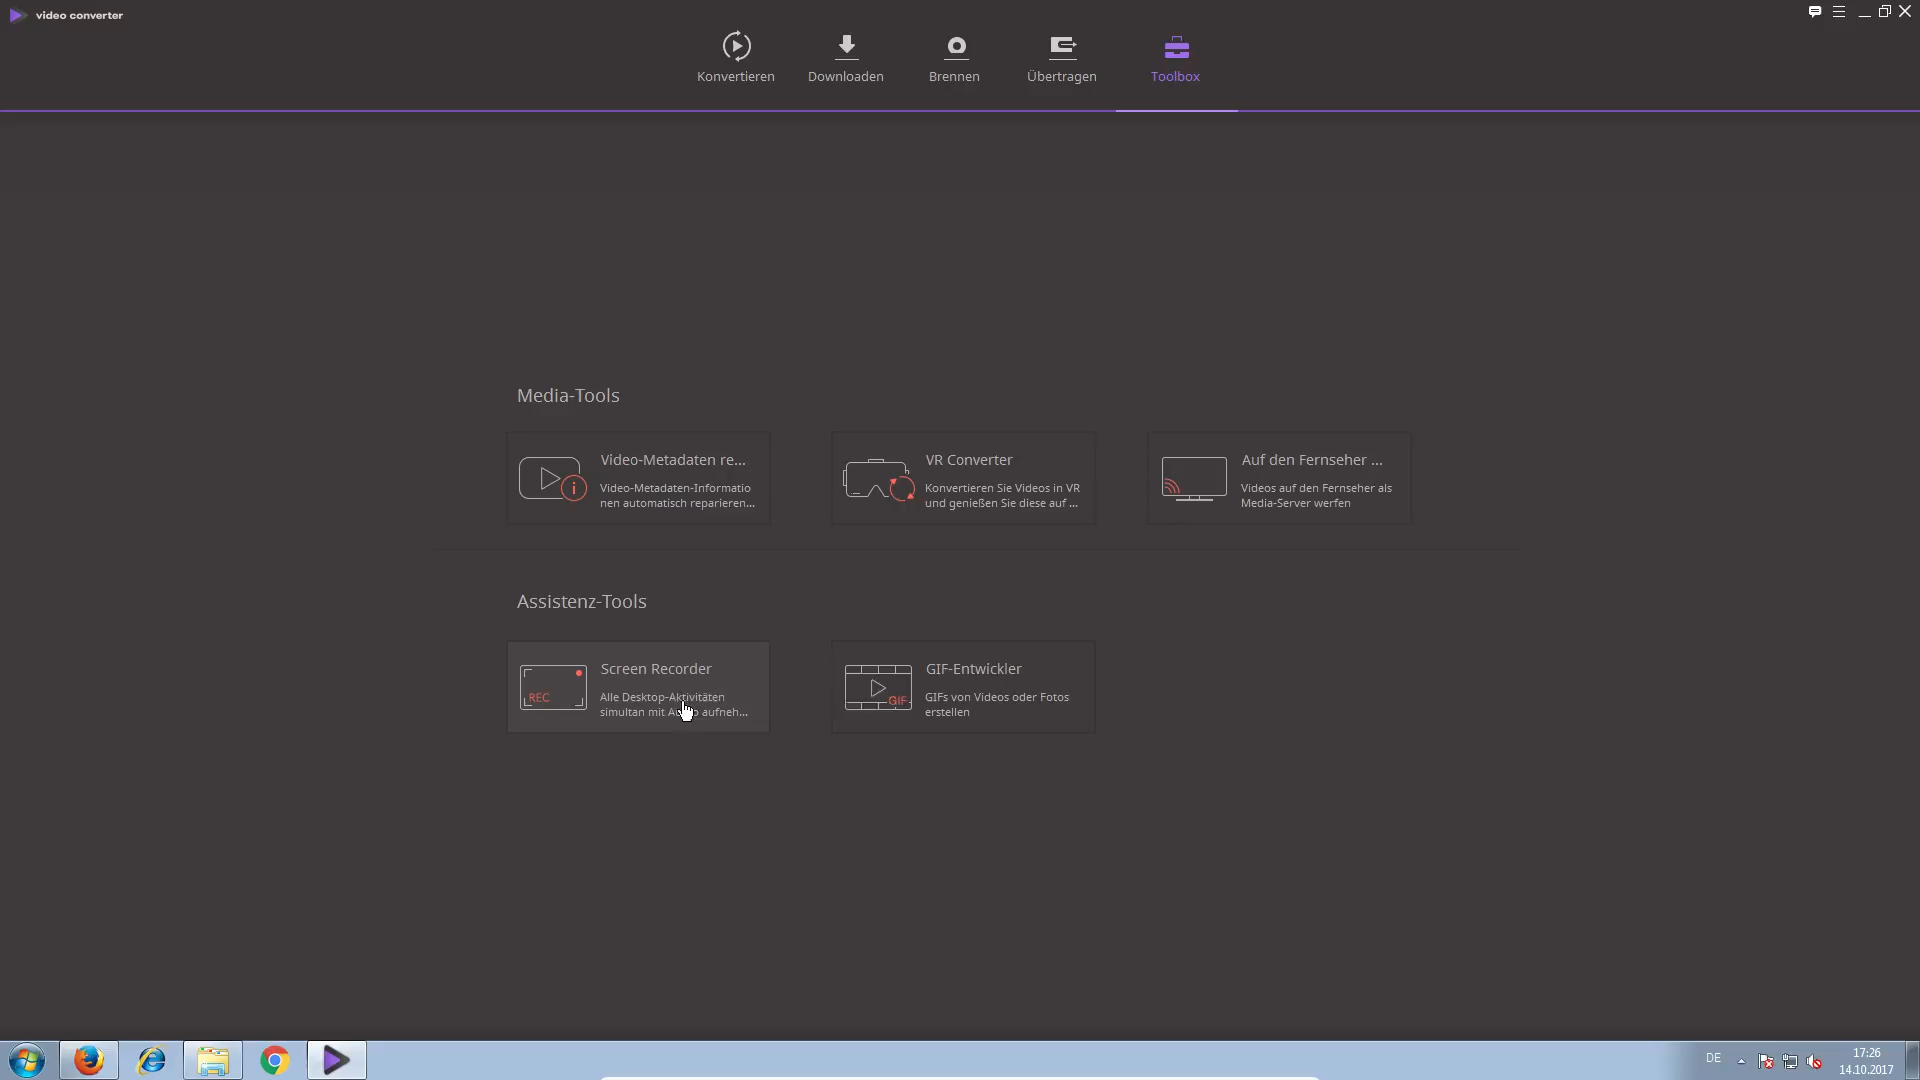 video converter
Konvertieren
Downloaden
Brennen
Übertragen
Toolbox
Media-Tools
Video-Metadaten re...
Video-Metadaten-Informatio
nen automatisch reparieren...
VR Converter
Konvertieren Sie Videos in VR
und genießen Sie diese auf ...
Auf den Fernseher ...
Videos auf den Fernseher als
Media-Server werfen
Assistenz-Tools
REC
Screen Recorder
Alle Desktop-Aktivitäten
simultan mit Audio aufneh...
GIF
GIF-Entwickler
GIFs von Videos oder Fotos
erstellen
DE
17:26
14.10.2017